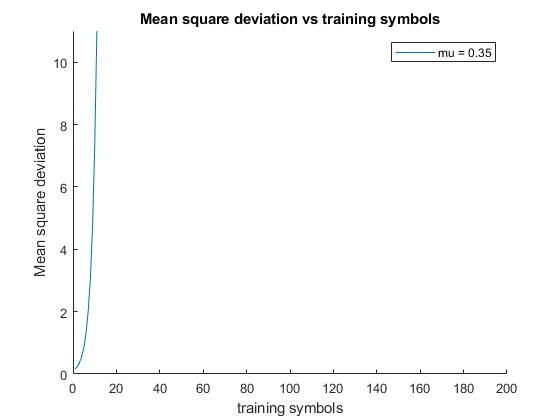 Mean square deviation vs training symbols
mu = 0.35
Mean square deviation
10
8
6
4
2
0
0 20 40 60 80 100 120 140 160 180 200
training symbols